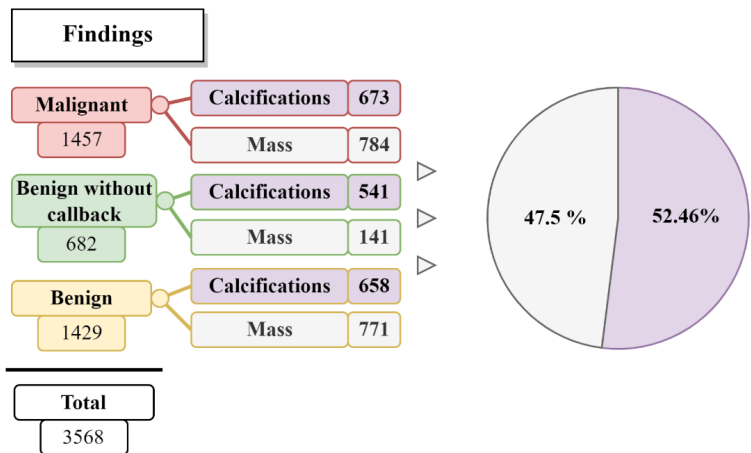 Findings
Malignant
1457
Calcifications 673
Mass 784
Benign without
callback
682
Calcifications 541
Mass 141
Benign
1429
Calcifications 658
Mass 771
Total
3568
47.5 %
52.46%